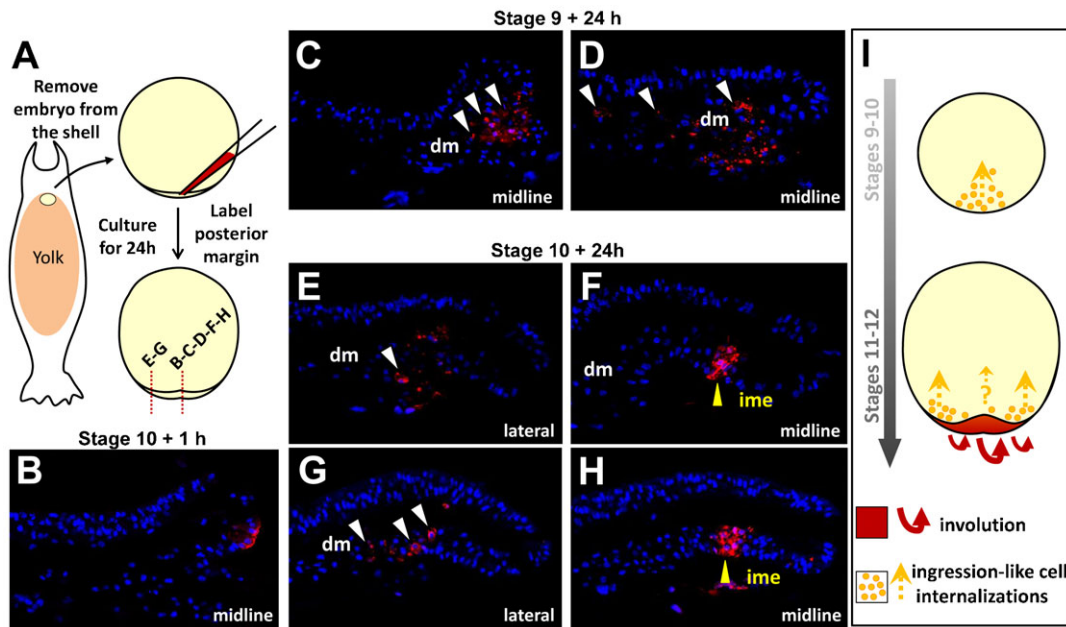 Stage 9 + 24 h
A
Remove
embryo from
the shell
Yolk
Culture
for 24h
Label
posterior
margin
E-G
B-C-D-F-H
C
dm
midline
D
dm
midline
Stage 10 + 24h
E
dm
lateral
F
dm
ime
midline
Stage 10 + 1 h
B
midline
G
dm
lateral
H
ime
midline
I
Stages 9-10
Stages 11-12
?
involution
ingression-like cell
internalizations